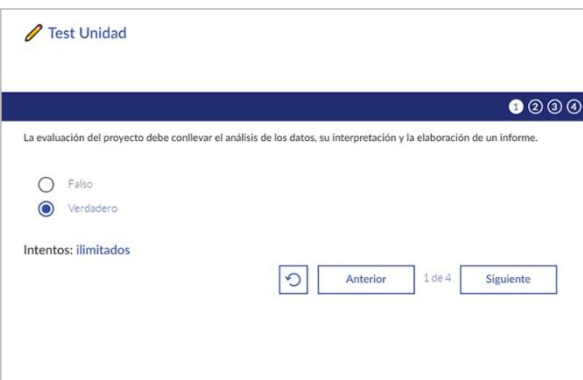 Test Unidad
1 2 3 4
La evaluación del proyecto debe conllevar el análisis de los datos, su interpretación y la elaboración de un informe.
Falso
Verdadero
Intentos: ilimitados
Anterior 1 de 4 Siguiente